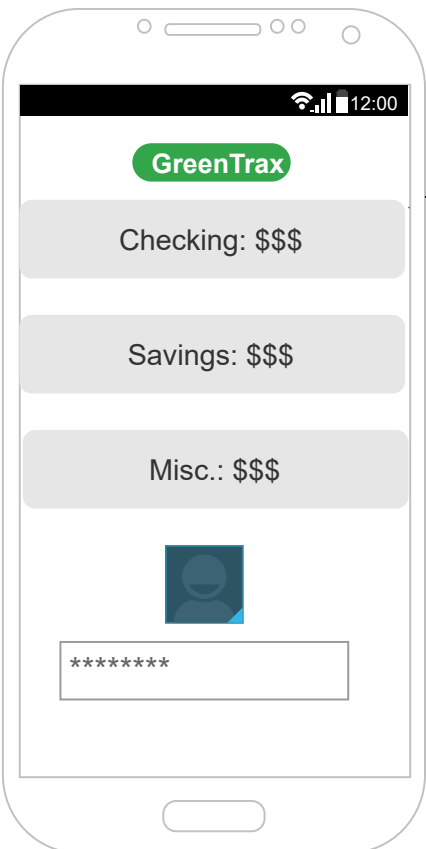 12:00
GreenTrax
Checking: $$$
Savings: $$$
Misc.: $$$
********